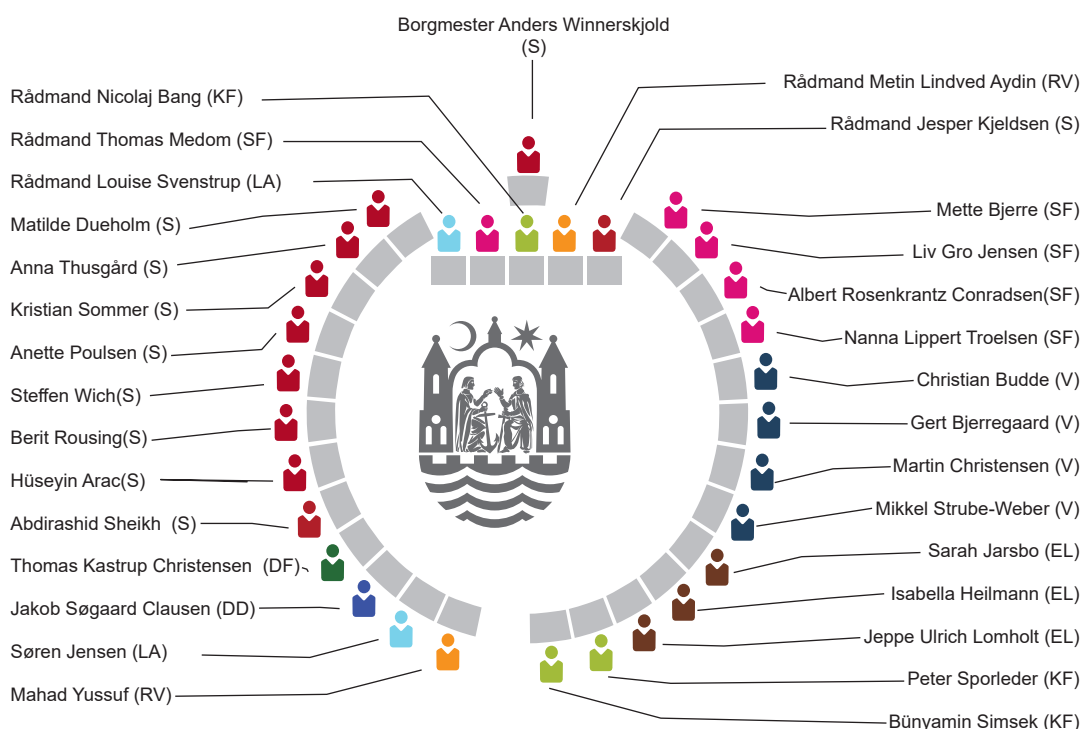 Borgmester Anders Winnerskjold
(S)
Rådmand Nicolaj Bang (KF)
Rådmand Thomas Medom (SF)
Rådmand Louise Svenstrup (LA)
Matilde Dueholm (S)
Anna Thusgård (S)
Kristian Sommer (S)
Anette Poulsen (S)
Steffen Wich(S)
Berit Rousing(S)
Hüseyin Arac(S)
Abdirashid Sheikh (S)
Thomas Kastrup Christensen (DF)
Jakob Søgaard Clausen (DD)
Søren Jensen (LA)
Mahad Yussuf (RV)
Rådmand Metin Lindved Aydin (RV)
Rådmand Jesper Kjeldsen (S)
Mette Bjerre (SF)
Liv Gro Jensen (SF)
Albert Rosenkrantz Conradsen(SF)
Nanna Lippert Troelsen (SF)
Christian Budde (V)
Gert Bjerregaard (V)
Martin Christensen (V)
Mikkel Strube-Weber (V)
Sarah Jarsbo (EL)
Isabella Heilmann (EL)
Jeppe Ulrich Lomholt (EL)
Peter Sporleder (KF)
Bünyamin Simsek (KF)